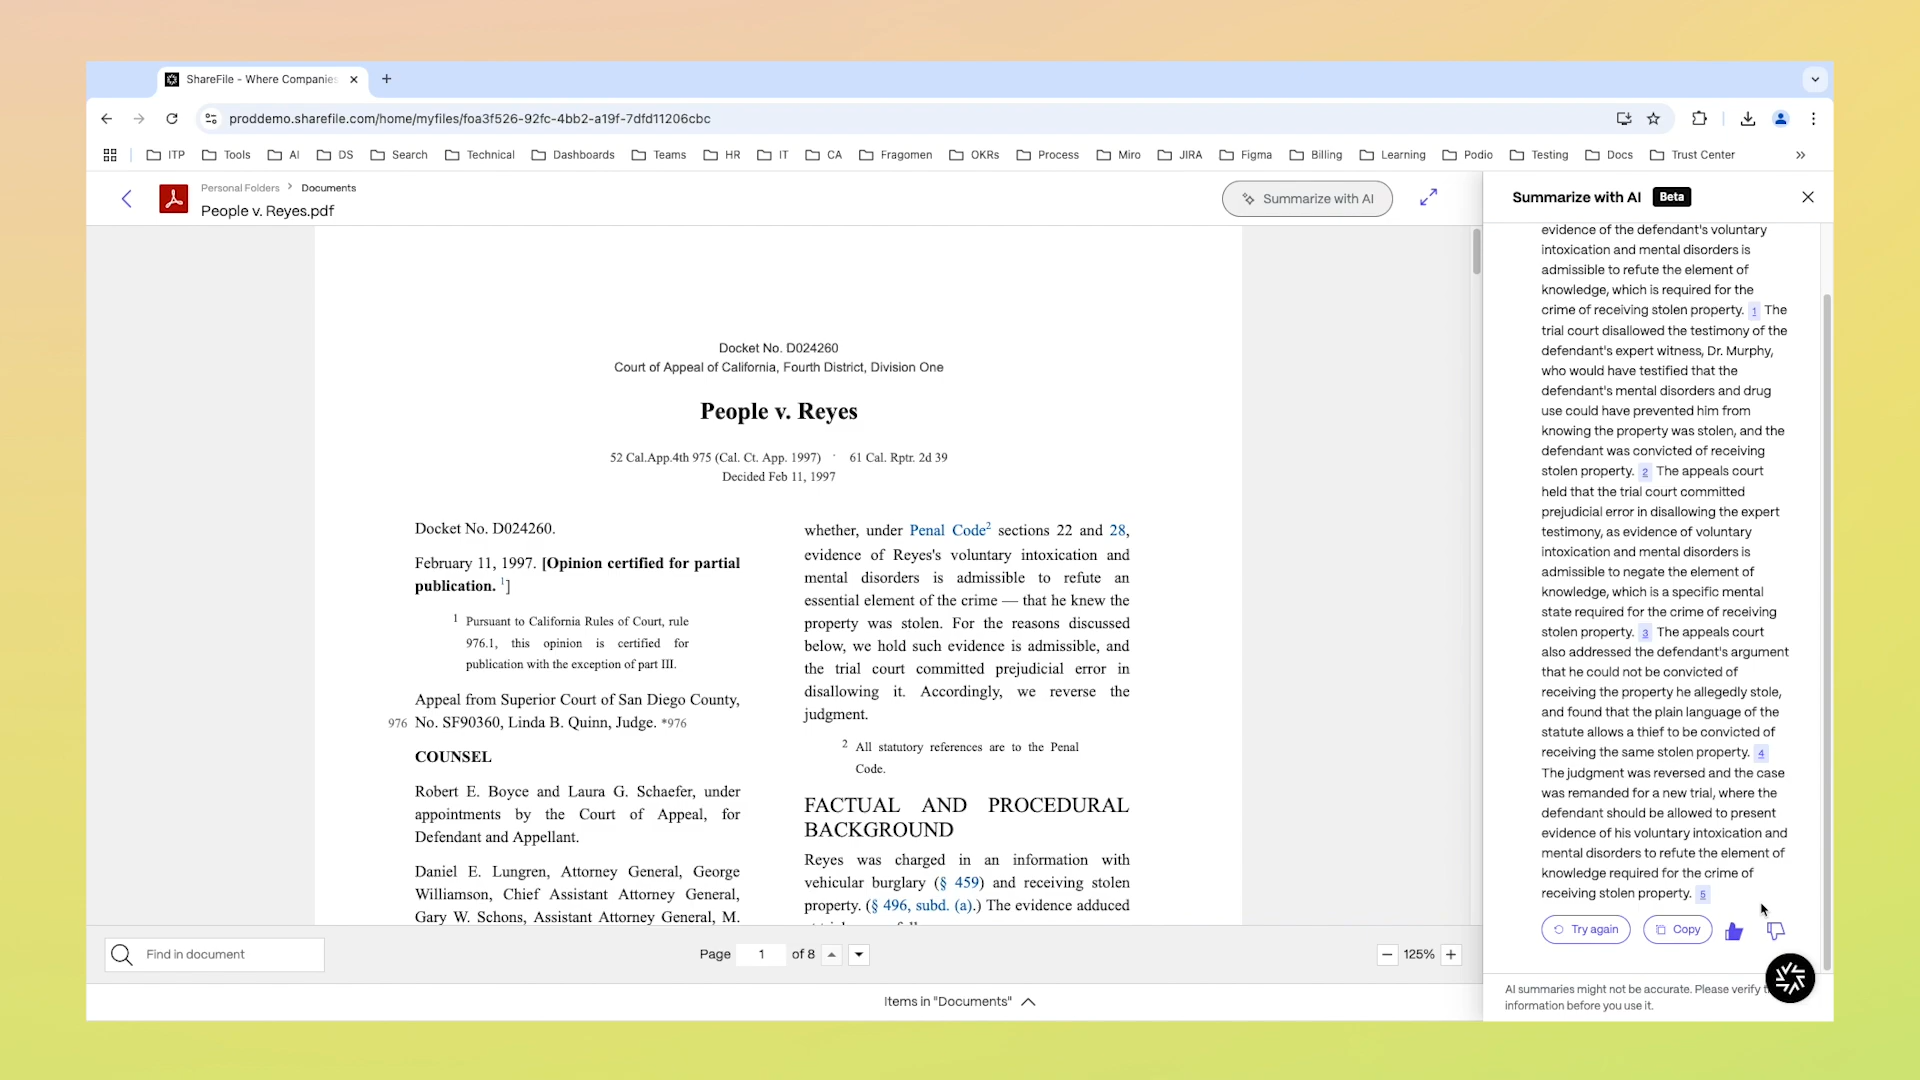 ShareFile - Where Companies
proddemo.sharefile.com/home/myfiles/foa3f526-92fc-4bb2-a19f-7dfd11206cbc
ITP Tools AI DS Search Technical Dashboards Teams HR IT CA Fragomen OKRs Process Miro JIRA Figma Billing Learning Podio Testing Docs Trust Center
Personal Folders > Documents
People v. Reyes.pdf
Summarize with AI
Docket No. D024260
Court of Appeal of California, Fourth District, Division One
People v. Reyes
52 Cal.App.4th 975 (Cal. Ct. App. 1997) · 61 Cal. Rptr. 2d 39
Decided Feb 11, 1997
Docket No. D024260.
February 11, 1997. [Opinion certified for partial
publication. 1]
1 Pursuant to California Rules of Court, rule
976.1, this opinion is certified for
publication with the exception of part III.
Appeal from Superior Court of San Diego County,
976 No. SF90360, Linda B. Quinn, Judge. *976
COUNSEL
Robert E. Boyce and Laura G. Schaefer, under
appointments by the Court of Appeal, for
Defendant and Appellant.
Daniel E. Lungren, Attorney General, George
Williamson, Chief Assistant Attorney General,
Gary W. Schons, Assistant Attorney General, M.
whether, under Penal Code2 sections 22 and 28,
evidence of Reyes's voluntary intoxication and
mental disorders is admissible to refute an
essential element of the crime — that he knew the
property was stolen. For the reasons discussed
below, we hold such evidence is admissible, and
the trial court committed prejudicial error in
disallowing it. Accordingly, we reverse the
judgment.
2 All statutory references are to the Penal
Code.
FACTUAL AND PROCEDURAL
BACKGROUND
Reyes was charged in an information with
vehicular burglary (§ 459) and receiving stolen
property. (§ 496, subd. (a).) The evidence adduced
Find in document
Page 1 of 8
125%
Items in "Documents"
Summarize with AI Beta
evidence of the defendant's voluntary
intoxication and mental disorders is
admissible to refute the element of
knowledge, which is required for the
crime of receiving stolen property. 1 The
trial court disallowed the testimony of the
defendant's expert witness, Dr. Murphy,
who would have testified that the
defendant's mental disorders and drug
use could have prevented him from
knowing the property was stolen, and the
defendant was convicted of receiving
stolen property. 2 The appeals court
held that the trial court committed
prejudicial error in disallowing the expert
testimony, as evidence of voluntary
intoxication and mental disorders is
admissible to negate the element of
knowledge, which is a specific mental
state required for the crime of receiving
stolen property. 3 The appeals court
also addressed the defendant's argument
that he could not be convicted of
receiving the property he allegedly stole,
and found that the plain language of the
statute allows a thief to be convicted of
receiving the same stolen property. 4
The judgment was reversed and the case
was remanded for a new trial, where the
defendant should be allowed to present
evidence of his voluntary intoxication and
mental disorders to refute the element of
knowledge required for the crime of
receiving stolen property. 5
Try again Copy
AI summaries might not be accurate. Please verify
information before you use it.